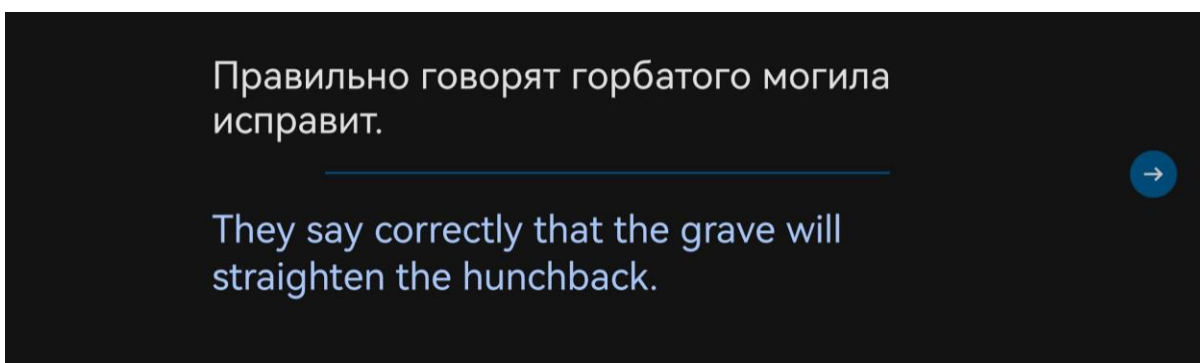 Правильно говорят горбатого могила
исправит.
They say correctly that the grave will
straighten the hunchback.